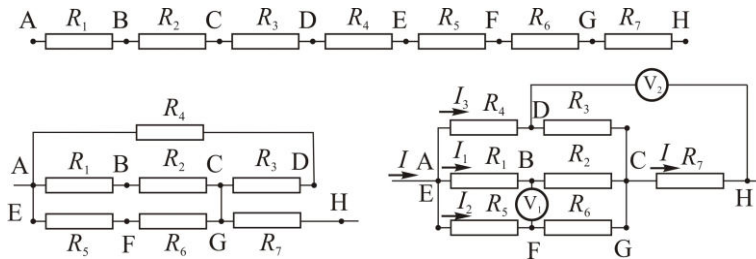 A R₁ B R₂ C R₃ D R₄ E R₅ F R₆ G R₇ H
R₄
A R₁ B R₂ C R₃ D
E R₅ F R₆ G R₇ H
V₂
I₃ R₄ D R₃
I A I₁ R₁ B R₂ C I R₇
E V₁ H
I₂ R₅ R₆
F G